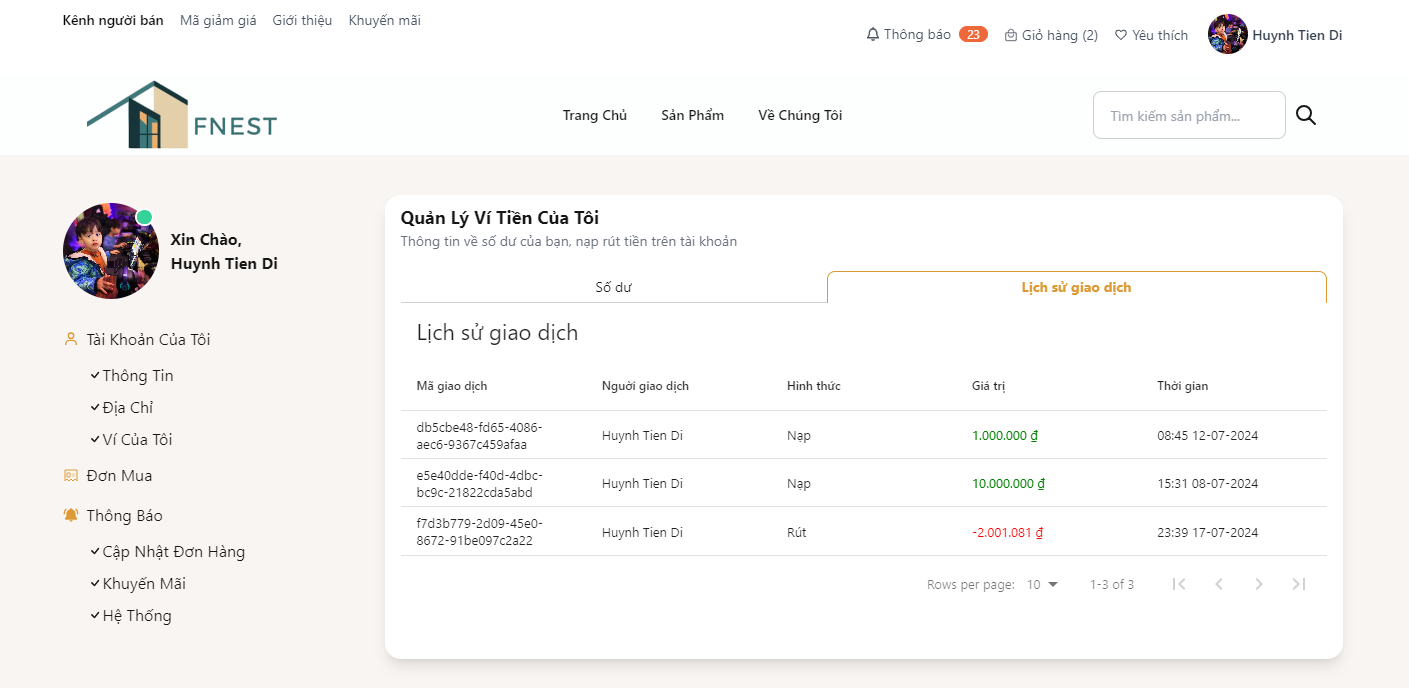 Kênh người bán Mã giảm giá Giới thiệu Khuyến mãi
Thông báo 23 Giỏ hàng (2) Yêu thích Huynh Tien Di
FNEST
Trang Chủ Sản Phẩm Về Chúng Tôi
Tìm kiếm sản phẩm...
Xin Chào,
Huynh Tien Di
Tài Khoản Của Tôi
Thông Tin
Địa Chỉ
Ví Của Tôi
Đơn Mua
Thông Báo
Cập Nhật Đơn Hàng
Khuyến Mãi
Hệ Thống
Quản Lý Ví Tiền Của Tôi
Thông tin về số dư của bạn, nạp rút tiền trên tài khoản
Số dư Lịch sử giao dịch
Lịch sử giao dịch
Mã giao dịch Người giao dịch Hình thức Giá trị Thời gian
db5cbe48-fd65-4086-
aec6-9367c459afaa Huynh Tien Di Nạp 1.000.000 ₫ 08:45 12-07-2024
e5e40dde-f40d-4dbc-
bc9c-21822cda5abd Huynh Tien Di Nạp 10.000.000 ₫ 15:31 08-07-2024
f7d3b779-2d09-45e0-
8672-91be097c2a22 Huynh Tien Di Rút -2.001.081 ₫ 23:39 17-07-2024
Rows per page: 10 1-3 of 3